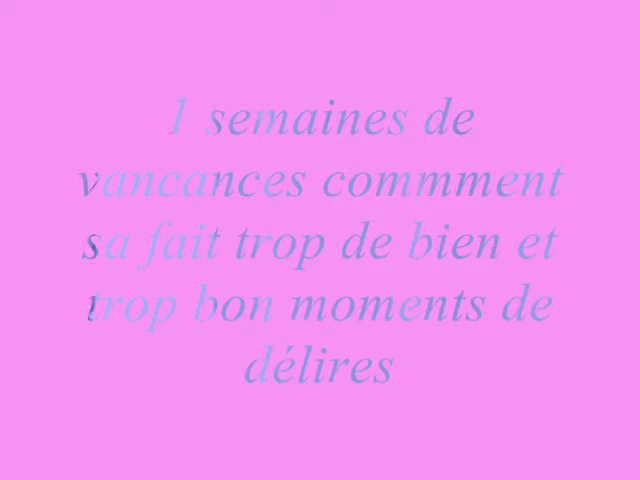 1 semaines de
vancances commment
sa fait trop de bien et
trop bon moments de
délires